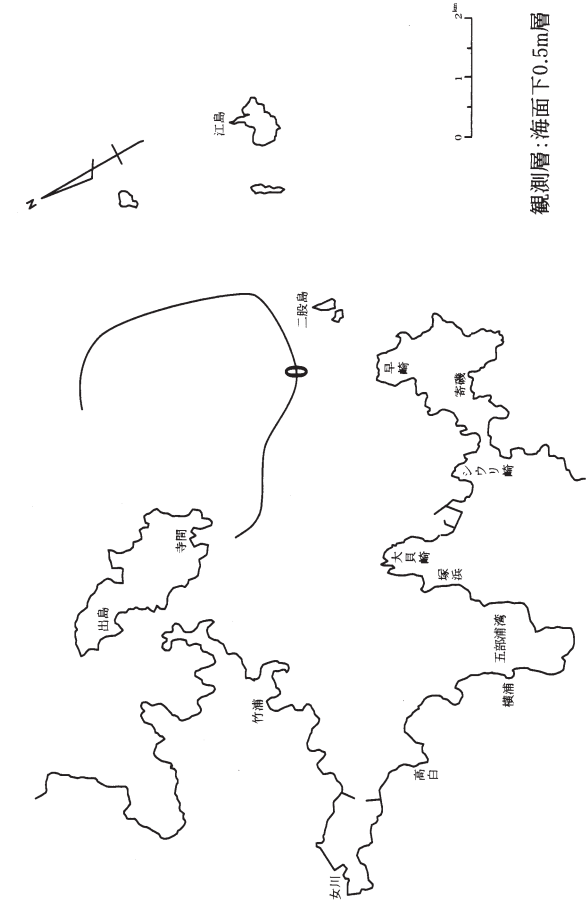 女川
高白
横浦
五部浦湾
竹浦
出島
寺間
塚浜
大貝崎
シウリ崎
寄磯
早崎
二股島
江島
0
N
0 1 2km
観測層:海面下0.5m層